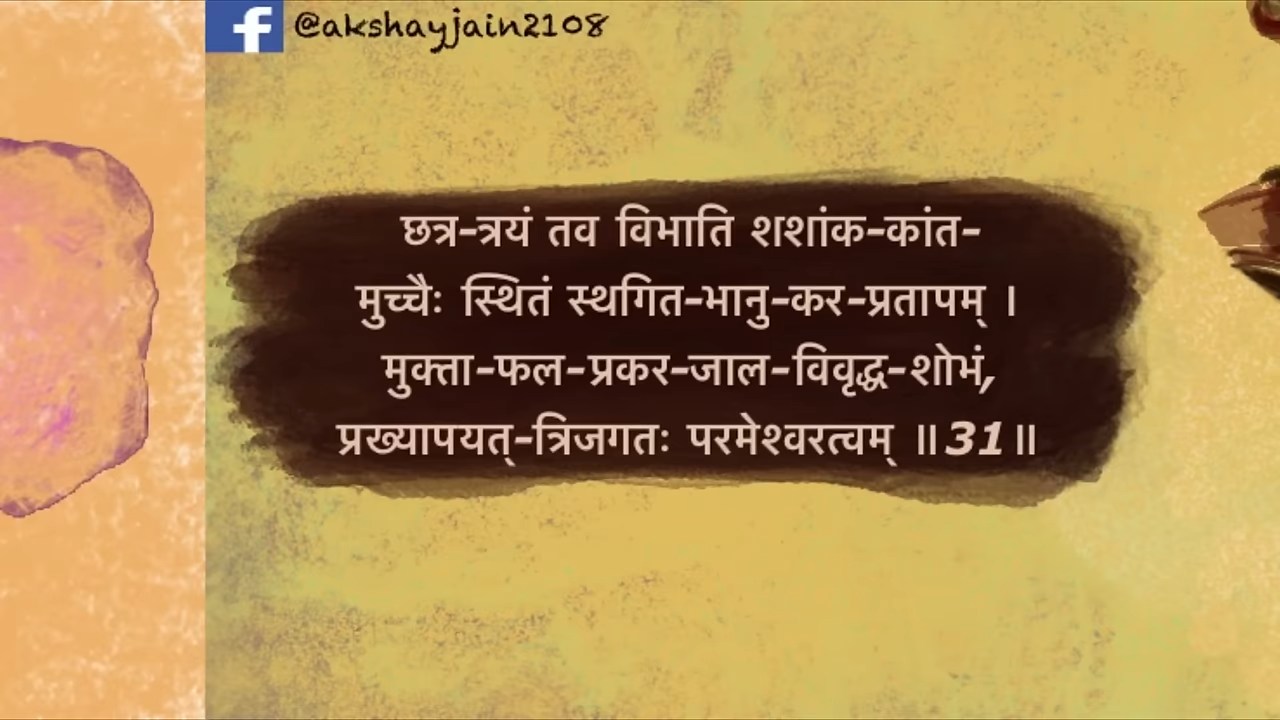 @akshayjain2108
छत्र-त्रयं तव विभाति शशांक-कांत-
मुच्चैः स्थितं स्थगित-भानु-कर-प्रतापम् ।
मुक्ता-फल-प्रकर-जाल-विवृद्ध-शोभं,
प्रख्यापयत्-त्रिजगतः परमेश्वरत्वम् ॥31॥